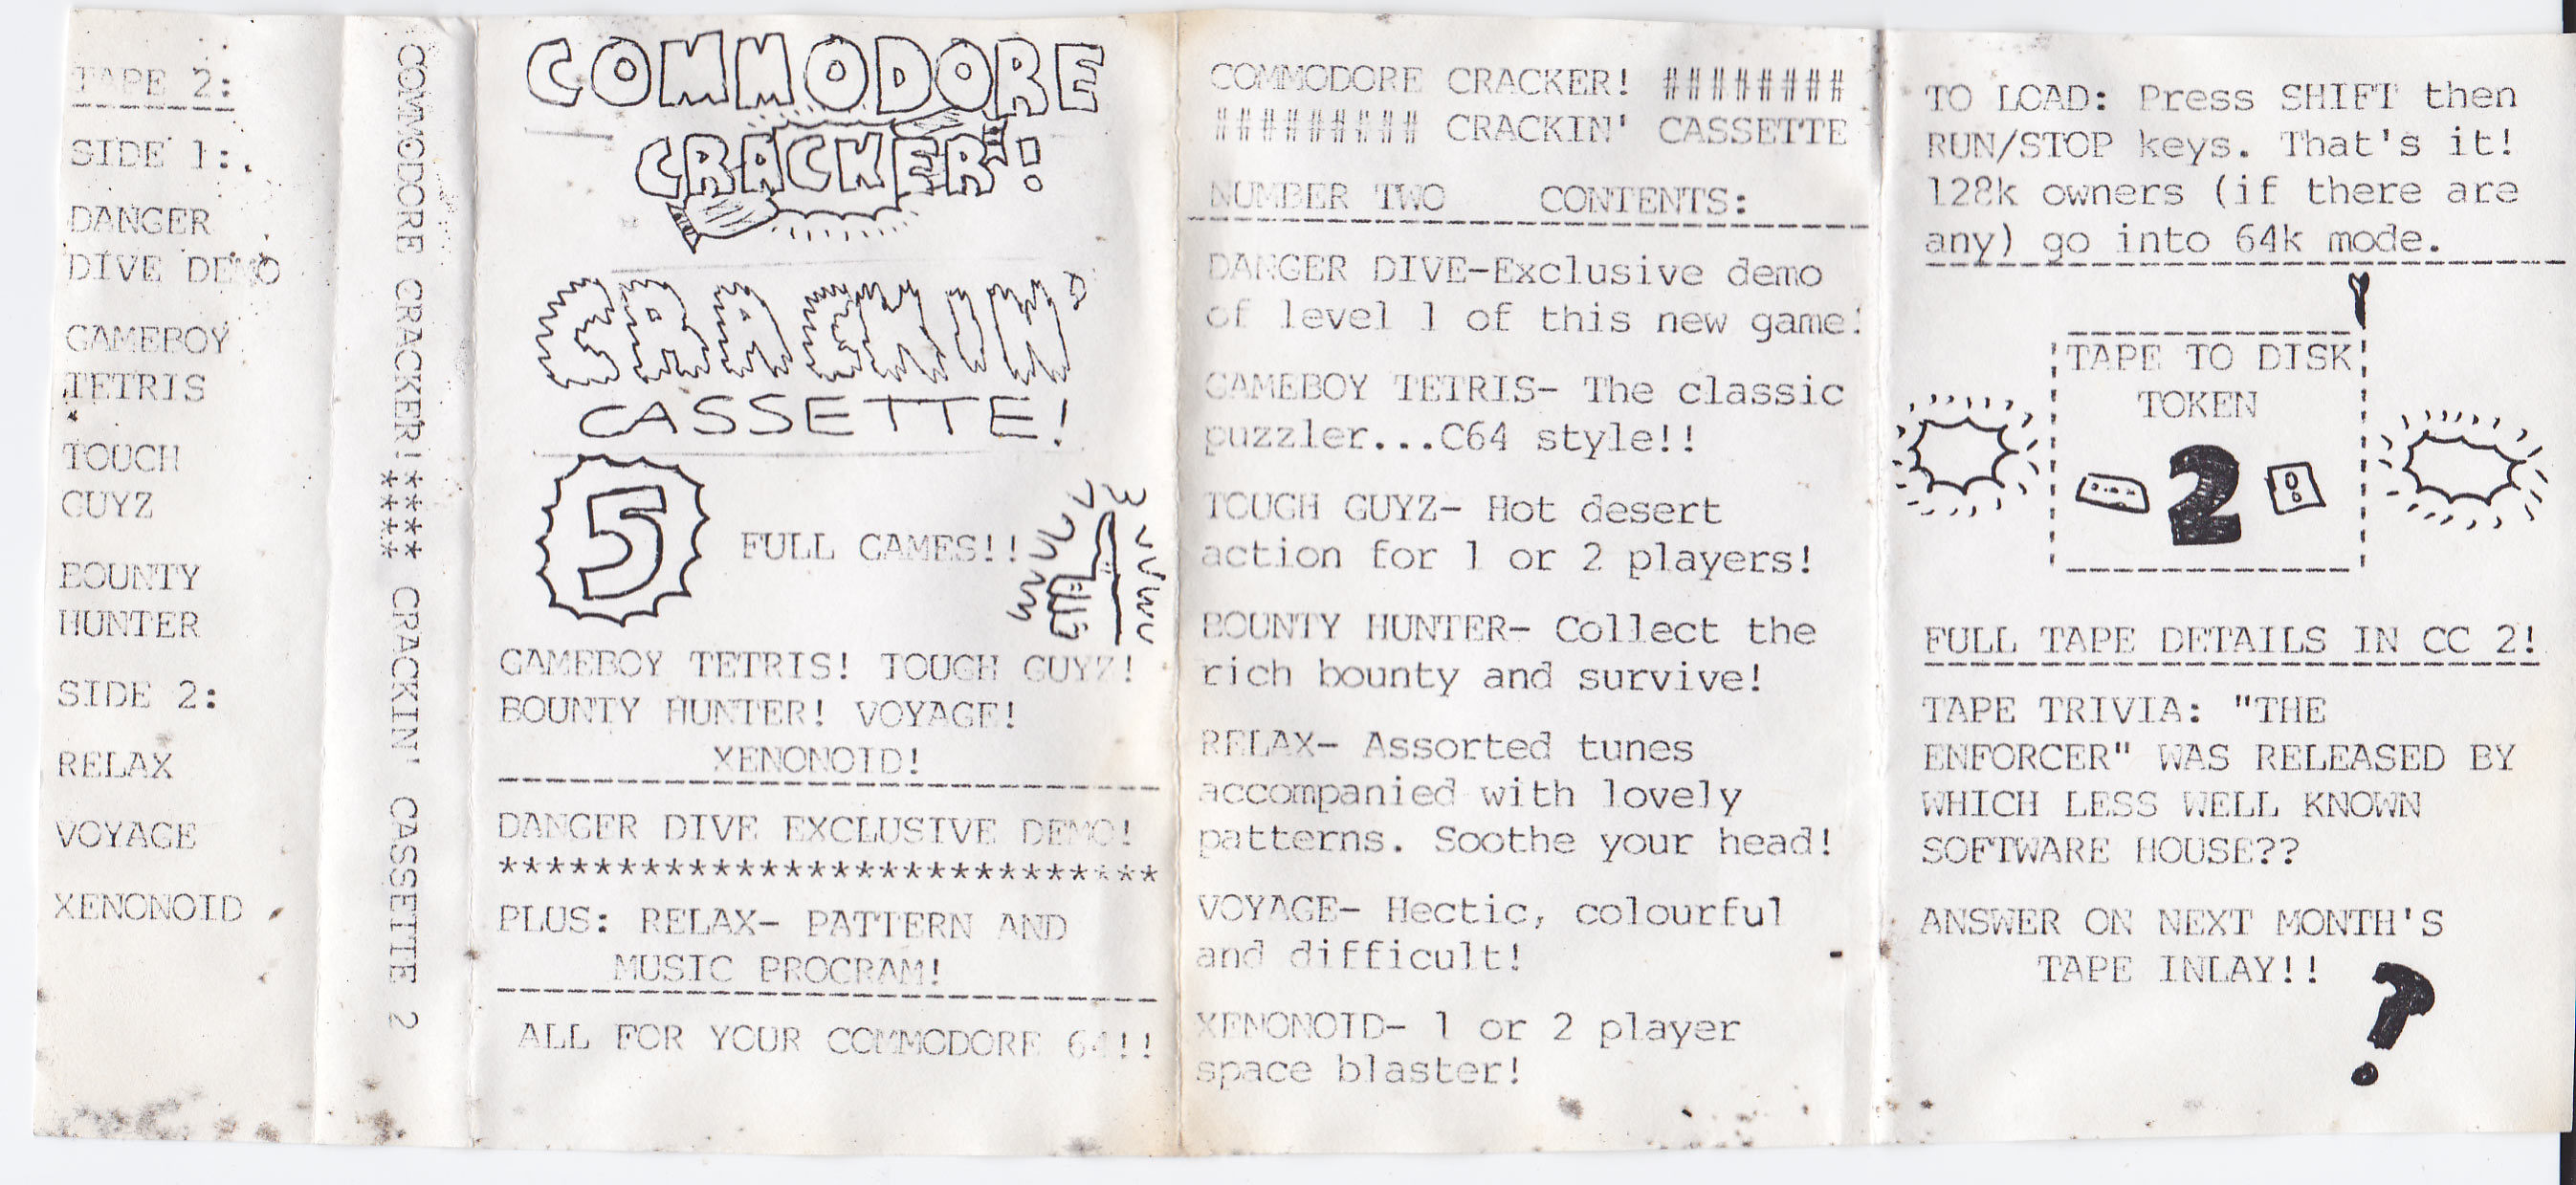 TAPE 2:
SIDE 1:
DANGER
DIVE DEMO
GAMEBOY
TETRIS
TOUCH
GUYZ
BOUNTY
HUNTER
SIDE 2:
RELAX
VOYAGE
XENONOID
COMMODORE CRACKER!**** CRACKIN' CASSETTE 2
****
COMMODORE
CRACKER!
CRACKIN'
CASSETTE!
5 FULL GAMES!!
GAMEBOY TETRIS! TOUGH GUYZ!
BOUNTY HUNTER! VOYAGE!
XENONOID!
DANGER DIVE EXCLUSIVE DEMO!
****************************
PLUS: RELAX- PATTERN AND
MUSIC PROGRAM!
ALL FOR YOUR COMMODORE 64!!
COMMODORE CRACKER! ########
######### CRACKIN' CASSETTE
NUMBER TWO CONTENTS:
DANGER DIVE-Exclusive demo
of level 1 of this new game!
GAMEBOY TETRIS- The classic
puzzler...C64 style!!
TOUGH GUYZ- Hot desert
action for 1 or 2 players!
BOUNTY HUNTER- Collect the
rich bounty and survive!
RELAX- Assorted tunes
accompanied with lovely
patterns. Soothe your head!
VOYAGE- Hectic, colourful
and difficult!
XENONOID- 1 or 2 player
space blaster!
TO LOAD: Press SHIFT then
RUN/STOP keys. That's it!
128k owners (if there are
any) go into 64k mode.
TAPE TO DISK
TOKEN
2
FULL TAPE DETAILS IN CC 2!
TAPE TRIVIA: "THE
ENFORCER" WAS RELEASED BY
WHICH LESS WELL KNOWN
SOFTWARE HOUSE??
ANSWER ON NEXT MONTH'S
TAPE INLAY!!
?